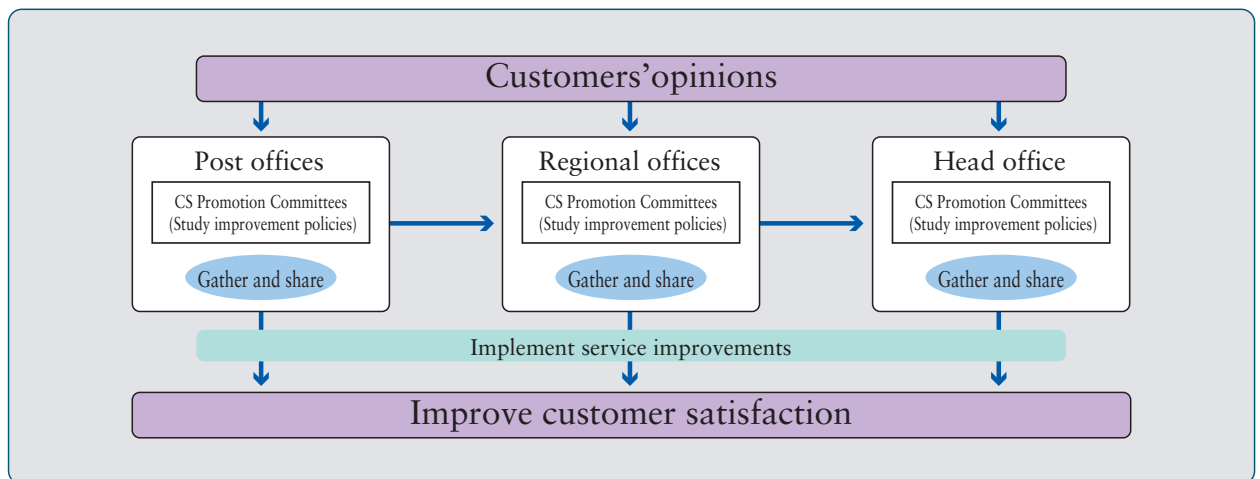 Customers’opinions
Post offices
CS Promotion Committees
(Study improvement policies)
Gather and share
Regional offices
CS Promotion Committees
(Study improvement policies)
Gather and share
Head office
CS Promotion Committees
(Study improvement policies)
Gather and share
Implement service improvements
Improve customer satisfaction